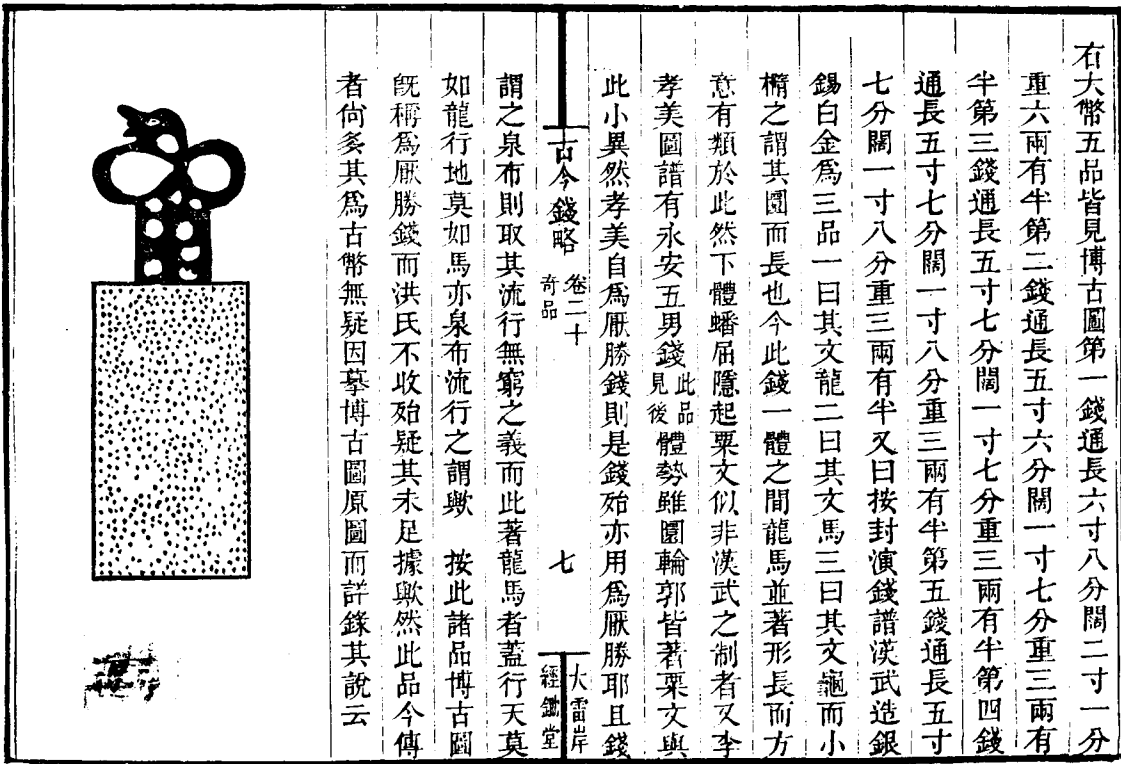 右大幣五品皆見博古圖第一錢通長六寸八分闊二寸一分
重六兩有半第二錢通長五寸六分闊一寸七分重三兩有
半第三錢通長五寸七分闊一寸七分重三兩有半第四錢
通長五寸七分闊一寸八分重三兩有半第五錢通長五寸
七分闊一寸八分重三兩有半又曰按封演錢譜漢武造銀
錫白金爲三品一曰其文龍二曰其文馬三曰其文龜而小
橢之謂其圜而長也今此錢一體之間龍馬並著形長而方
意有類於此然下體蟠屈隱起粟文似非漢武之制者又李
孝美圖譜有永安五男錢此品見後體勢雖圜輪郭皆著粟文與
此小異然孝美自爲厭勝錢則是錢殆亦用爲厭勝耶且錢
古今錢略
卷二十
奇品
七
大雷岸
經鋤堂
謂之泉布則取其流行無窮之義而此著龍馬者蓋行天莫
如龍行地莫如馬亦泉布流行之謂歟 按此諸品博古圖
旣稱爲厭勝錢而洪氏不收殆疑其未足據歟然此品今傳
者尙多其爲古幣無疑因摹博古圖原圖而詳錄其說云